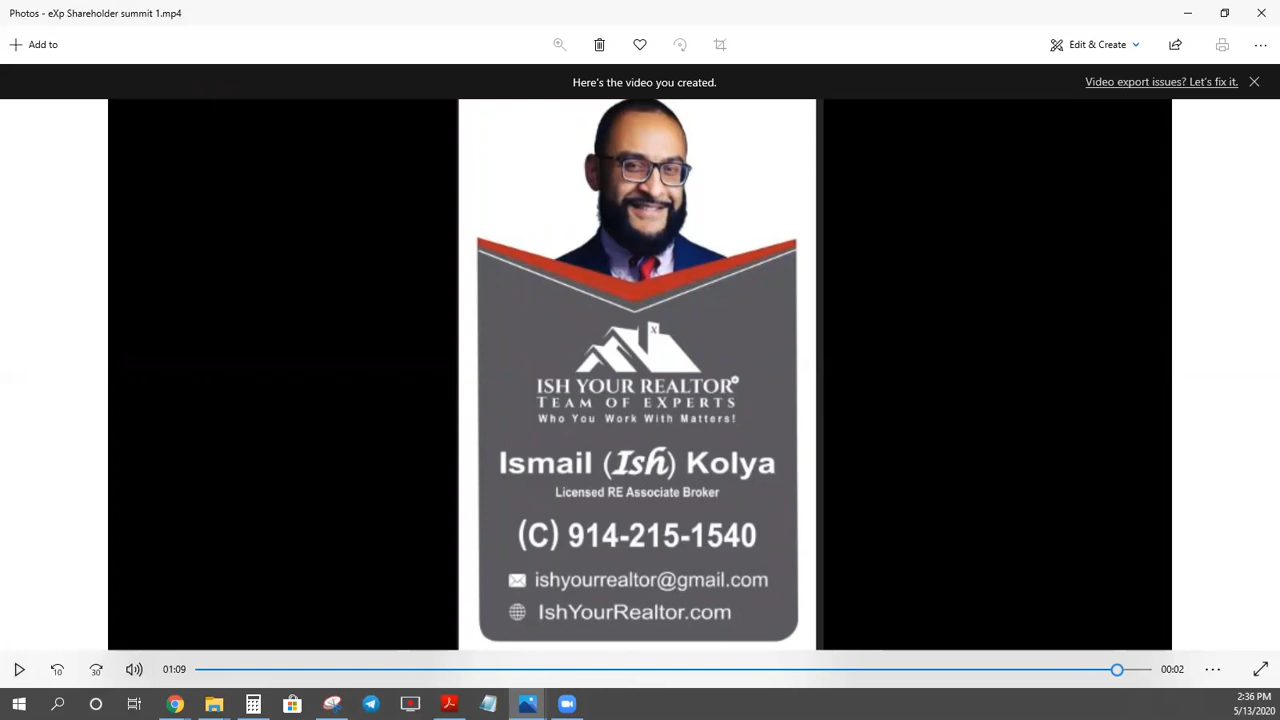 Photos - eXp Shareholder summit 1.mp4
Add to
Edit & Create
Here's the video you created.
Video export issues? Let's fix it.
X
ISH YOUR REALTOR®
TEAM OF EXPERTS
Who You Work With Matters!
Ismail (Ish) Kolya
Licensed RE Associate Broker
(C) 914-215-1540
ishyourrealtor@gmail.com
IshYourRealtor.com
10
30
01:09
00:02
2:36 PM
5/13/2020